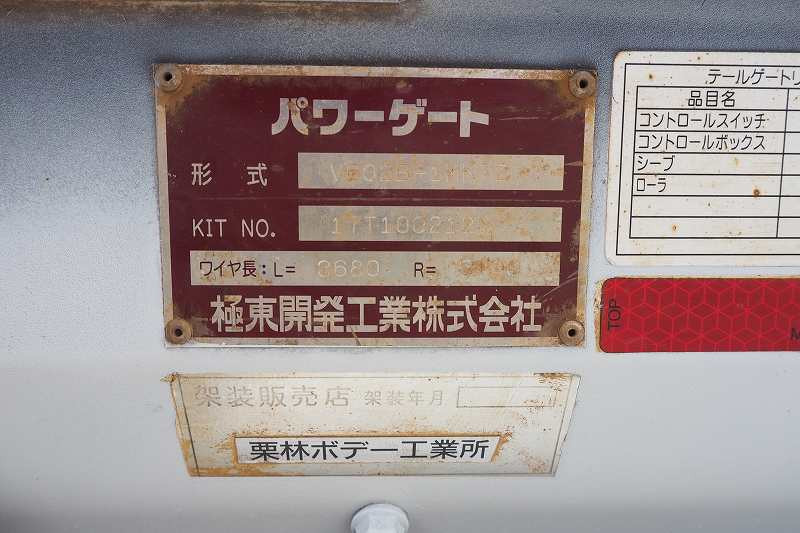 パワーゲート
形式
KIT NO. 17T100212
ワイヤ長:L= 3680 R=
極東開発工業株式会社
架装販売店 架装年月
栗林ボデー工業所
テールゲートリ
品目名
コントロールスイッチ
コントロールボックス
シーブ
ローラ
TOP